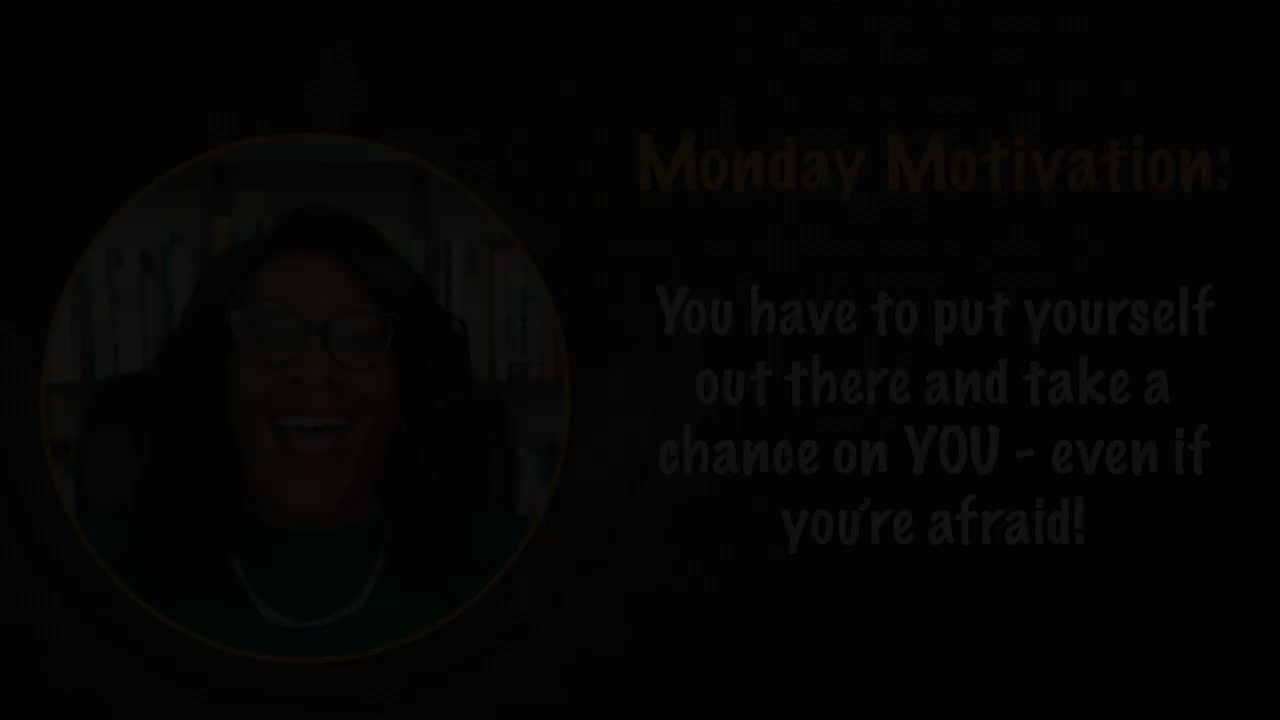 Monday Motivation:
You have to put yourself
out there and take a
chance on YOU - even if
you're afraid!